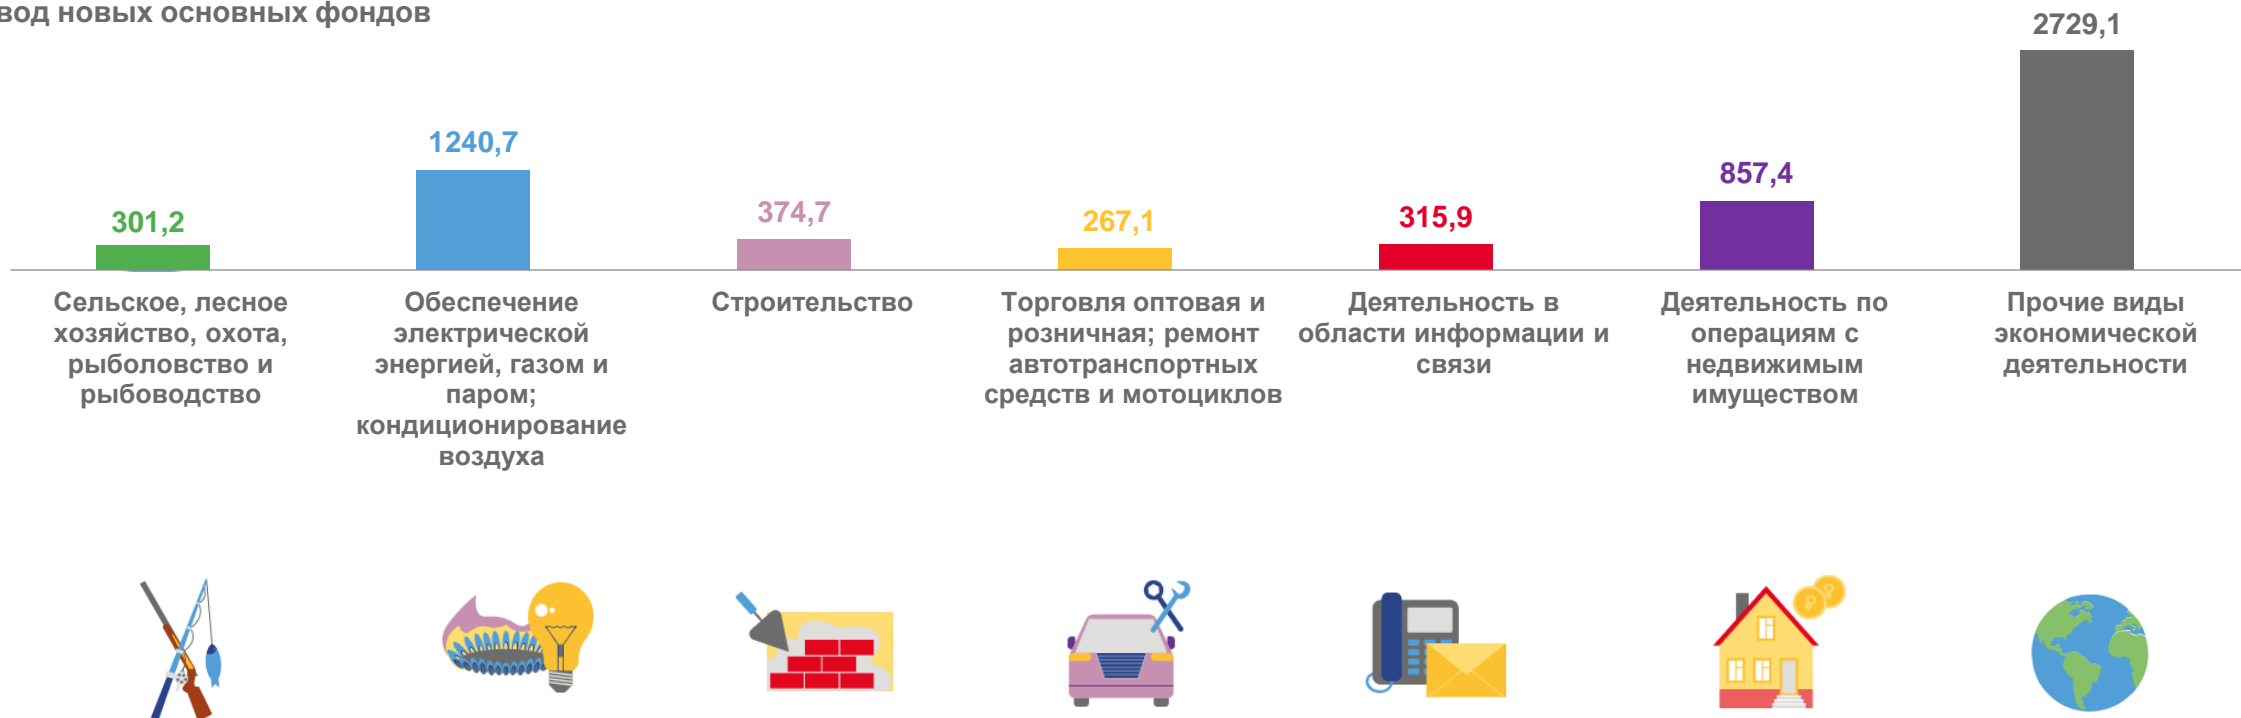 вод новых основных фондов
2729,1
1240,7
857,4
374,7
315,9
301,2
267,1
Сельское, лесное
хозяйство, охота,
рыболовство и
рыбоводство
Обеспечение
электрической
энергией, газом и
паром;
кондиционирование
воздуха
Строительство
Торговля оптовая и
розничная; ремонт
автотранспортных
средств и мотоциклов
Деятельность в
области информации и
связи
Деятельность по
операциям с
недвижимым
имуществом
Прочие виды
экономической
деятельности